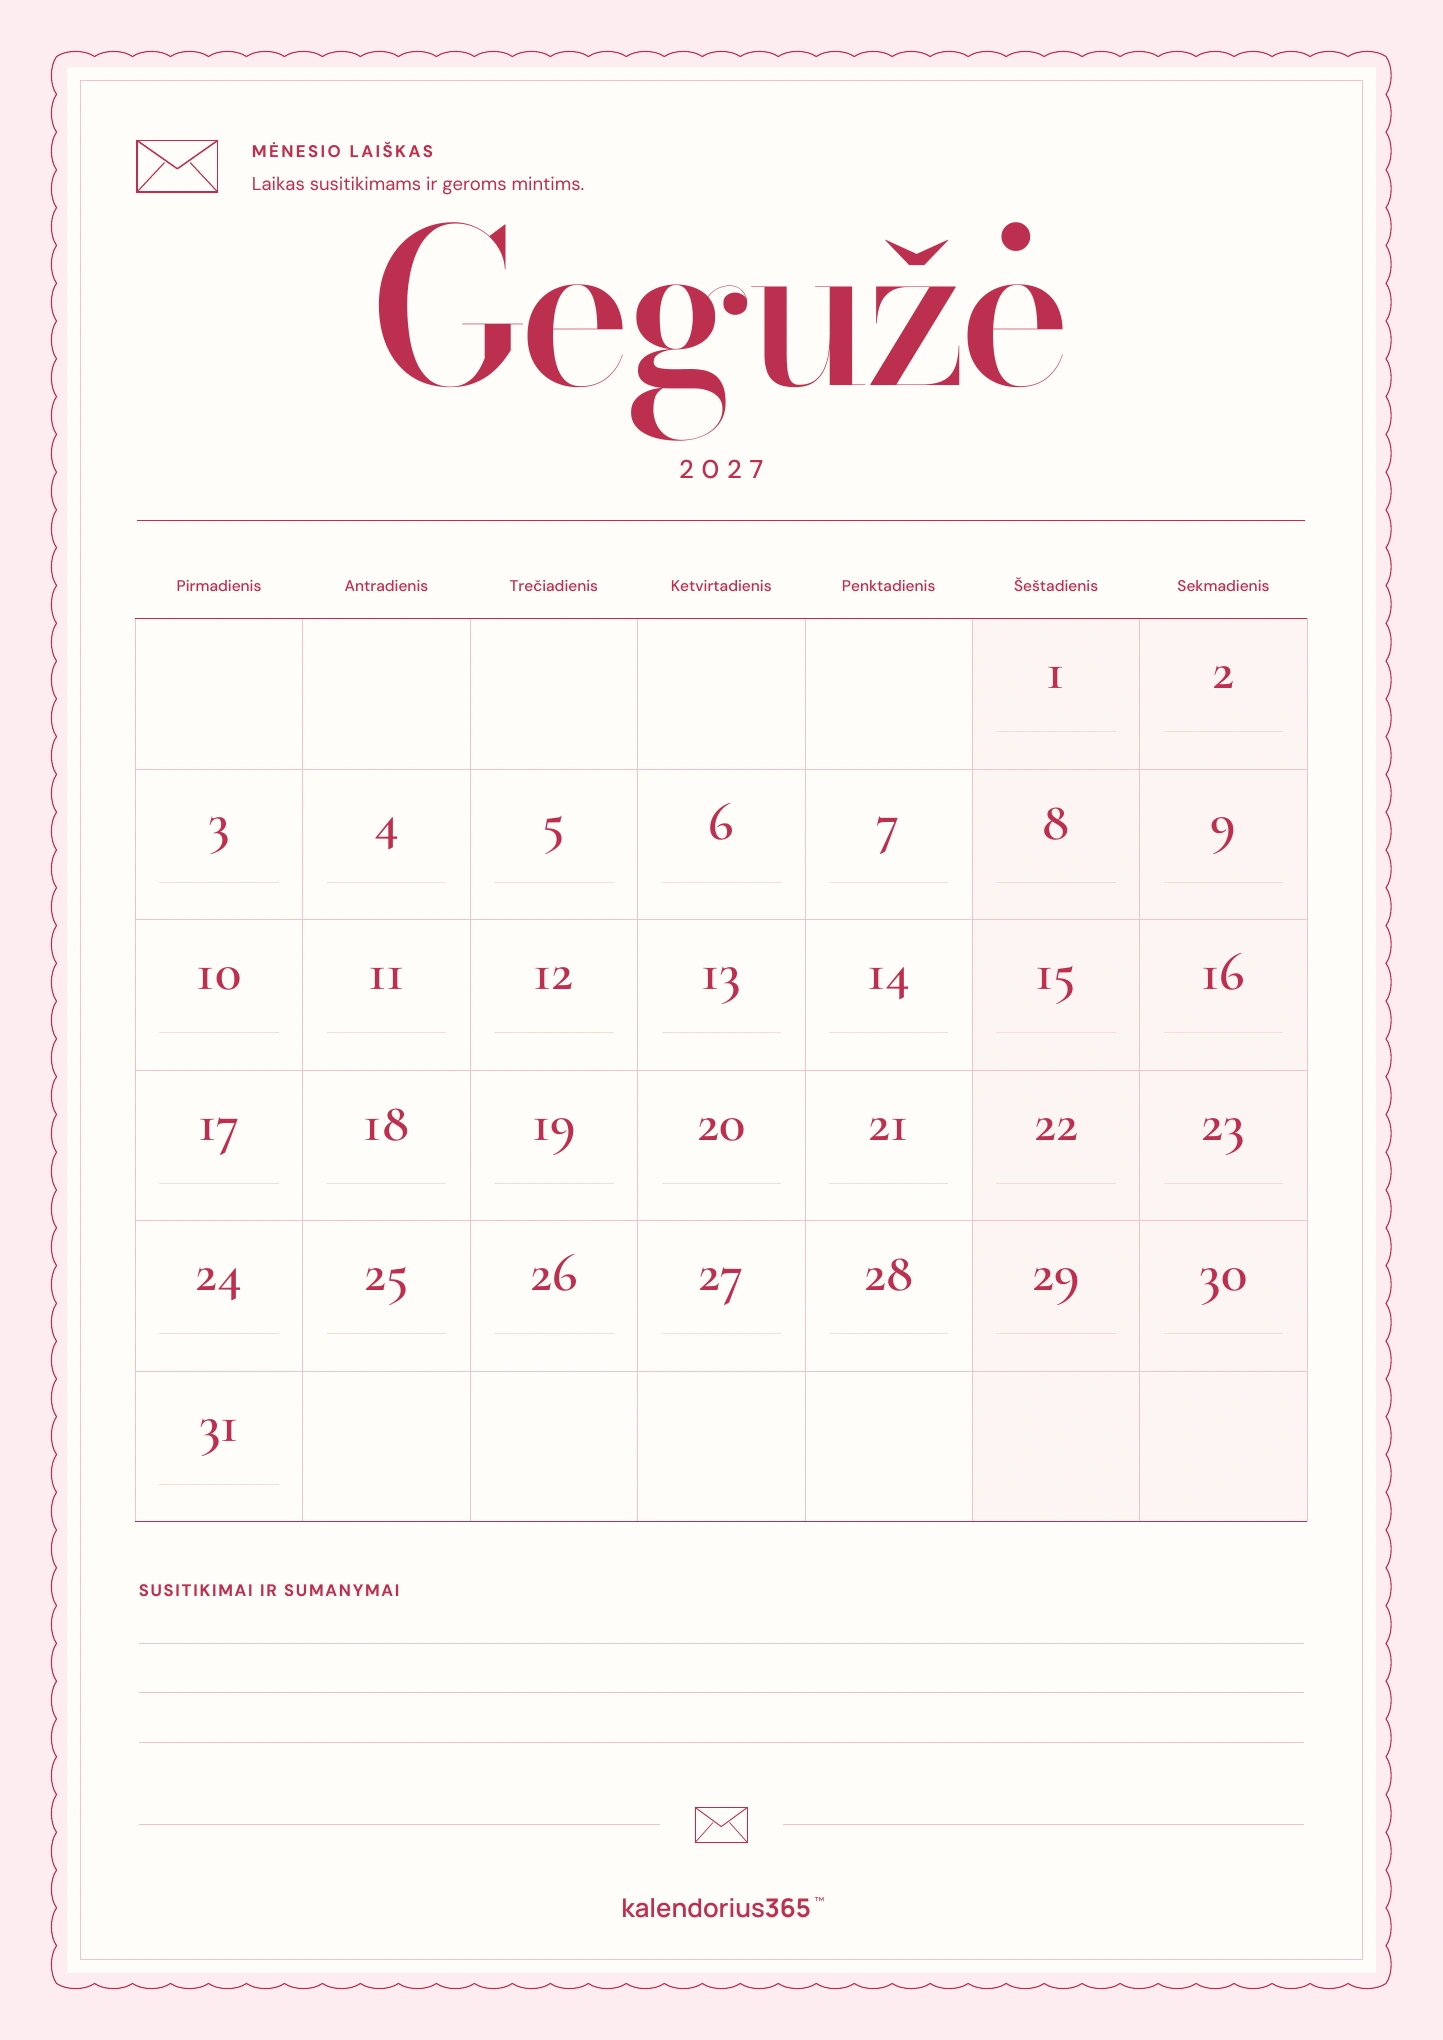 MĖNESIO LAIŠKAS
Laikas susitikimams ir geroms mintims.
Gegužė
2027
Pirmadienis Antradienis Trečiadienis Ketvirtadienis Penktadienis Šeštadienis Sekmadienis
1 2
3 4 5 6 7 8 9
10 11 12 13 14 15 16
17 18 19 20 21 22 23
24 25 26 27 28 29 30
31
SUSITIKIMAI IR SUMANYMAI
kalendorius365™